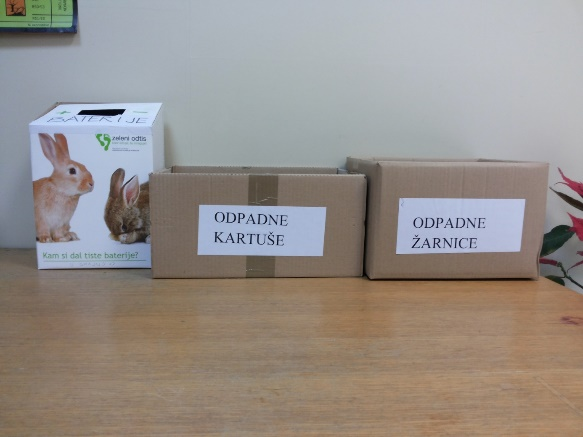 BATERIJE
zeleni odtis
Kam si dal tiste baterije?
ODPADNE
KARTUŠE
ODPADNE
ŽARNICE